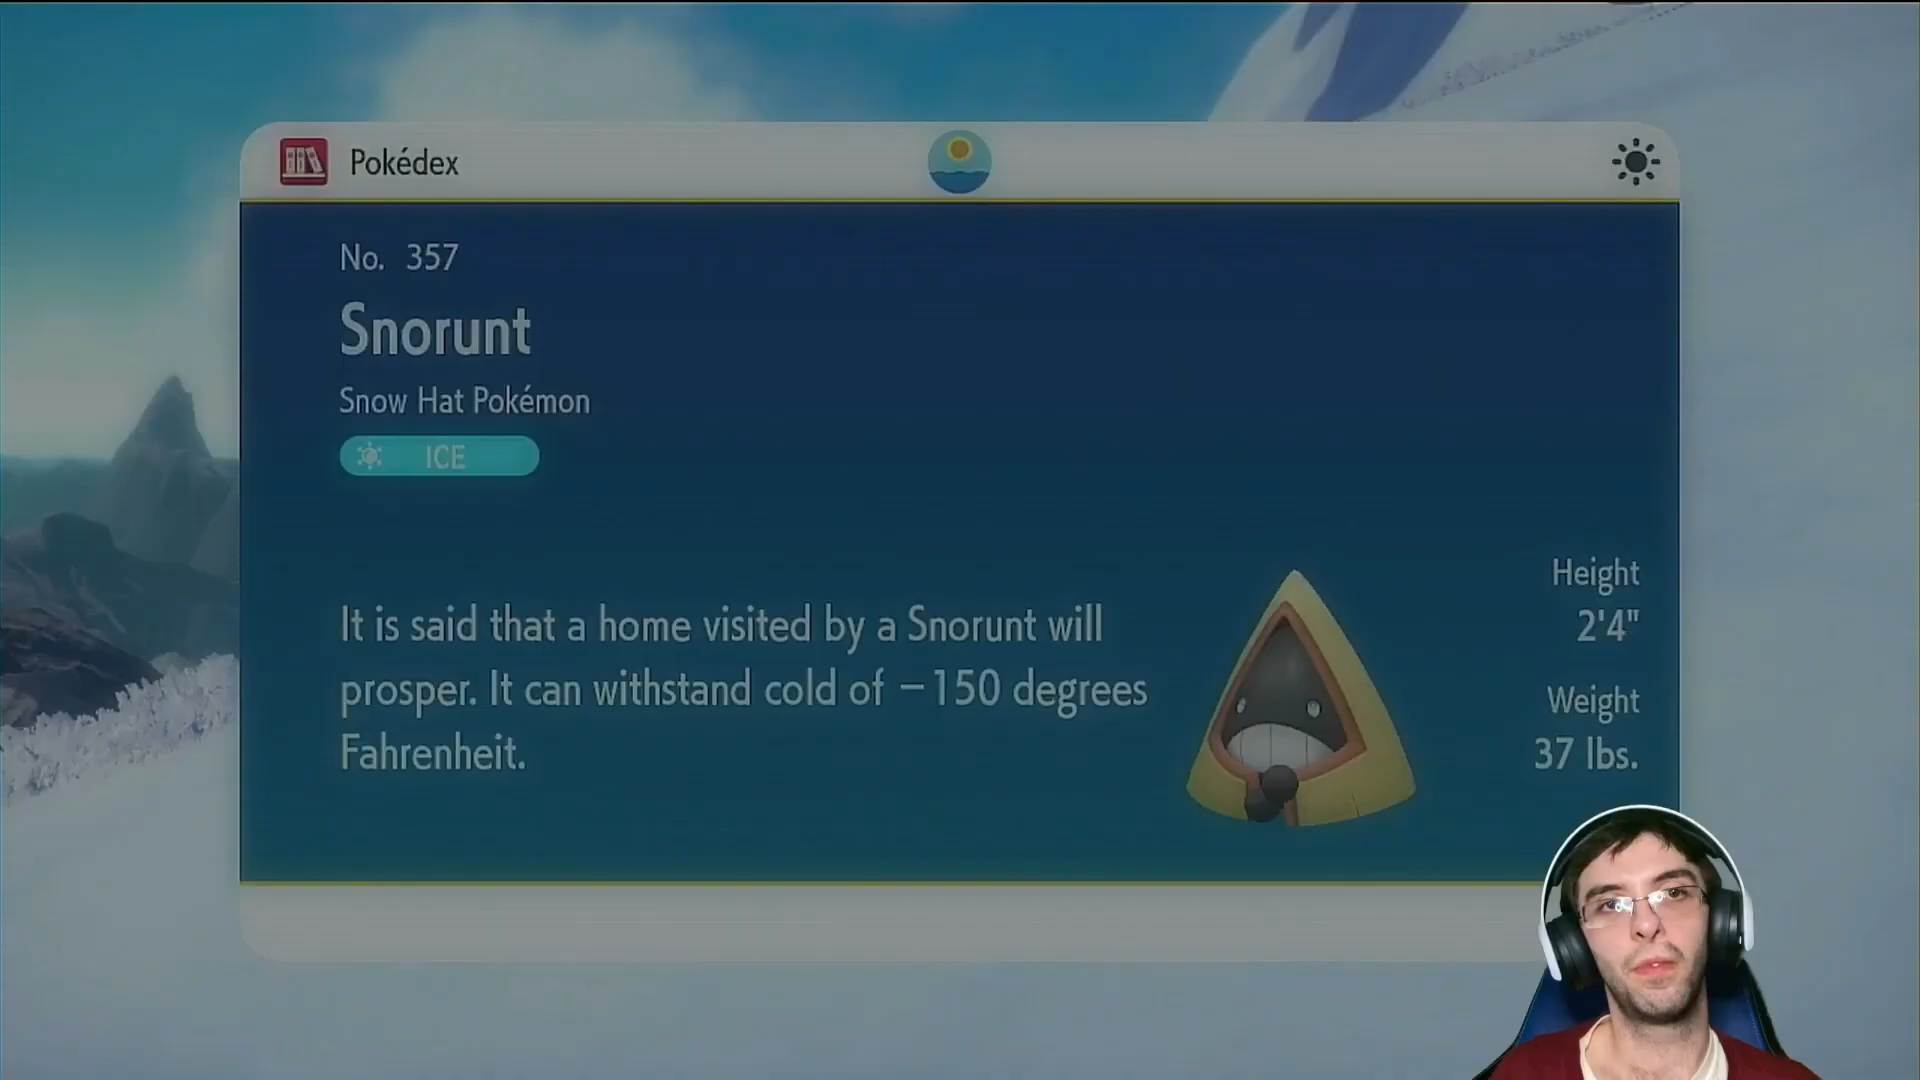 Pokédex
No. 357
Snorunt
Snow Hat Pokémon
ICE
It is said that a home visited by a Snorunt will
prosper. It can withstand cold of −150 degrees
Fahrenheit.
Height
2'4"
Weight
37 lbs.